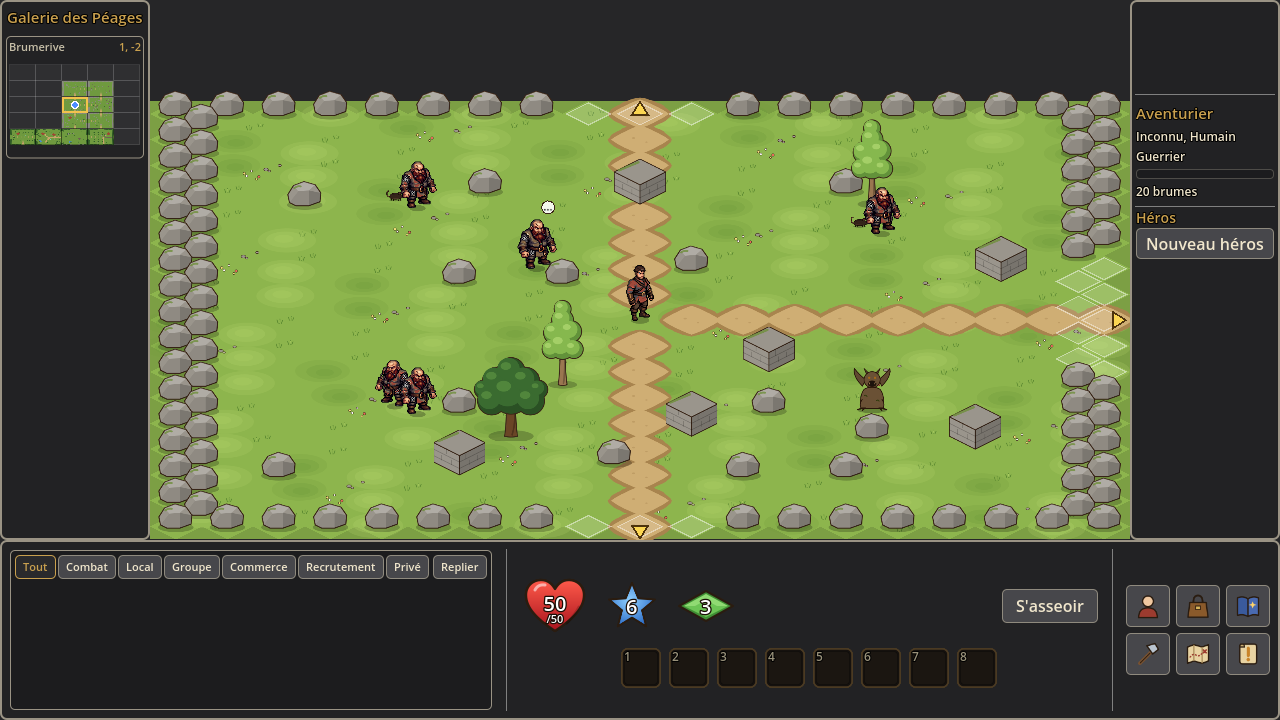 Galerie des Péages
Brumerive 1, -2
Aventurier
Inconnu, Humain
Guerrier
20 brumes
Héros
Nouveau héros
Tout Combat Local Groupe Commerce Recrutement Privé Replier
50
/50
6
3
S'asseoir
1 2 3 4 5 6 7 8